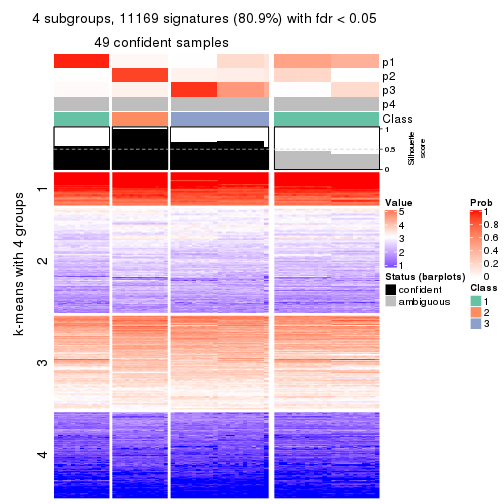 4 subgroups, 11169 signatures (80.9%) with fdr < 0.05
49 confident samples
p1
p2
p3
p4
Class
1
0.5
0
Silhouette
score
k-means with 4 groups
1
2
3
4
Value
5
4
3
2
1
Status (barplots)
confident
ambiguous
Prob
1
0.8
0.6
0.4
0.2
0
Class
1
2
3